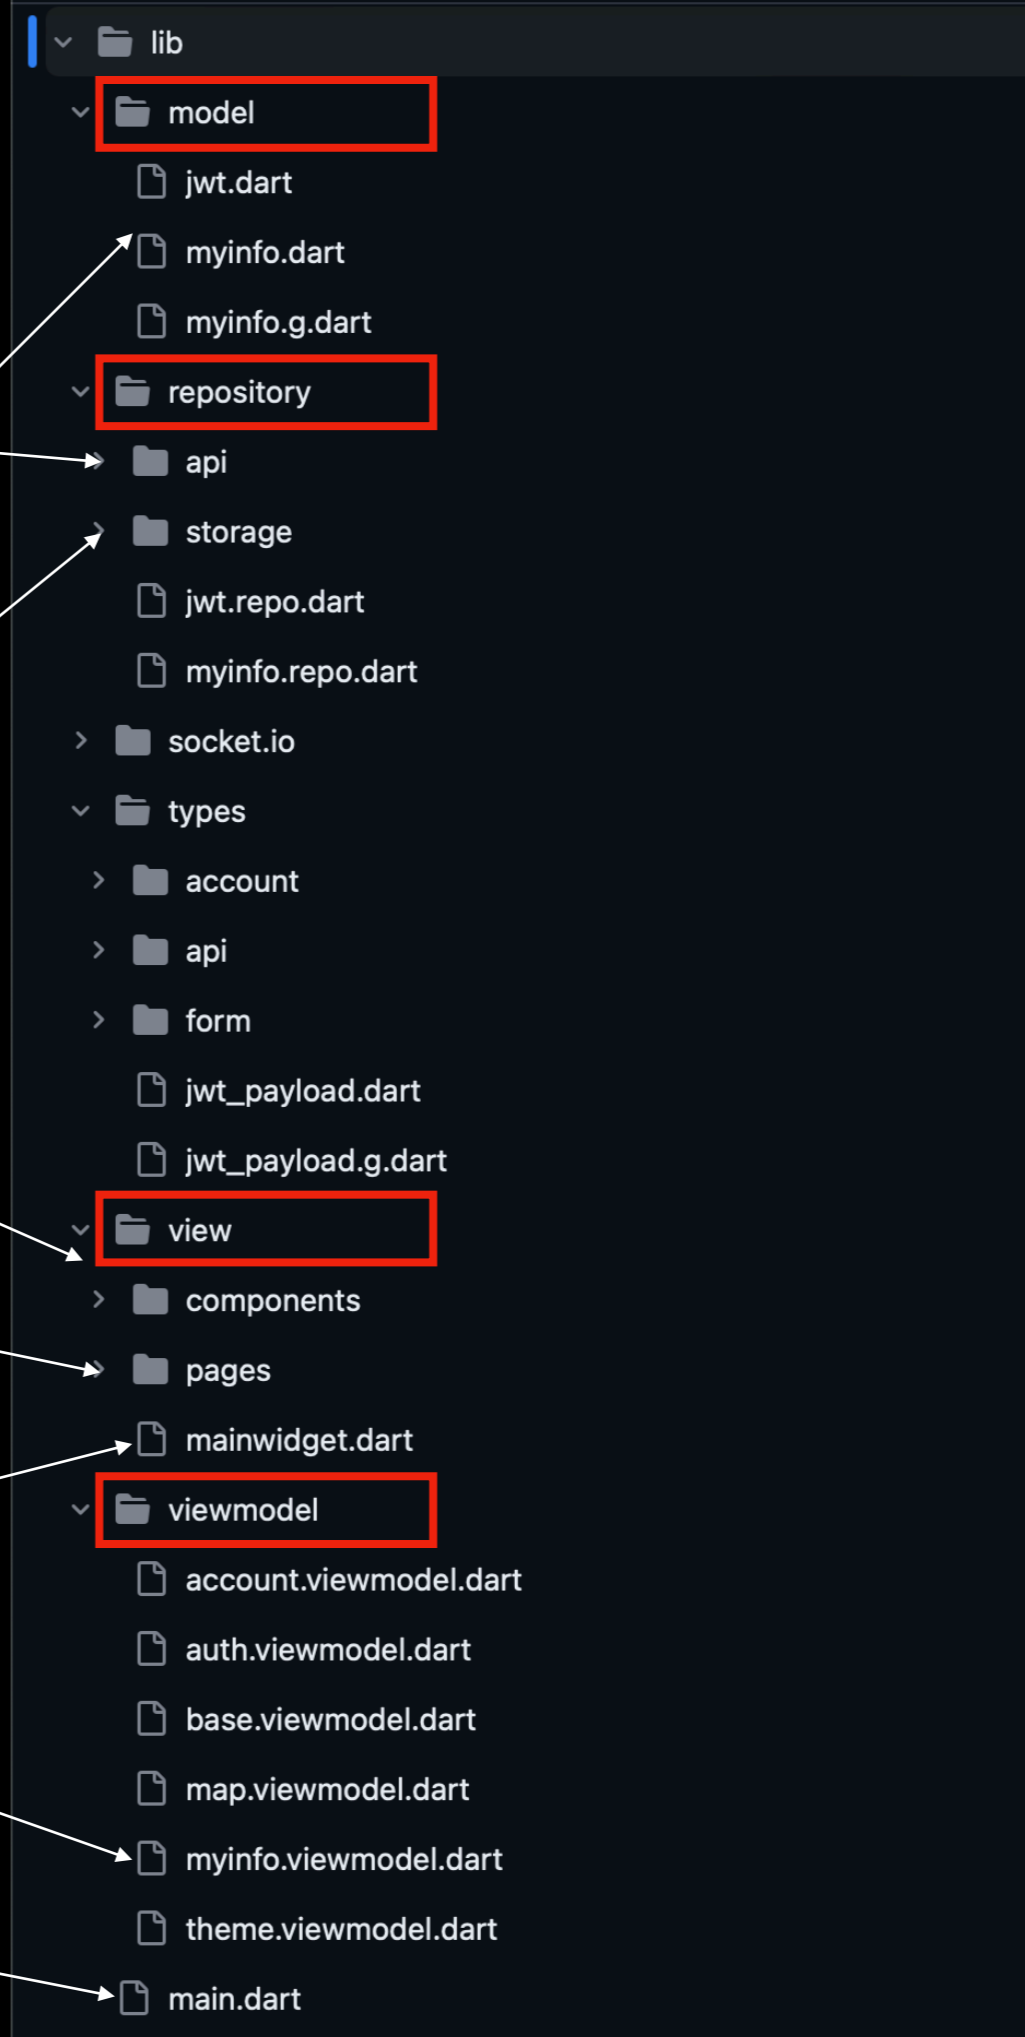 lib
model
jwt.dart
myinfo.dart
myinfo.g.dart
repository
api
storage
jwt.repo.dart
myinfo.repo.dart
socket.io
types
account
api
form
jwt_payload.dart
jwt_payload.g.dart
view
components
pages
mainwidget.dart
viewmodel
account.viewmodel.dart
auth.viewmodel.dart
base.viewmodel.dart
map.viewmodel.dart
myinfo.viewmodel.dart
theme.viewmodel.dart
main.dart